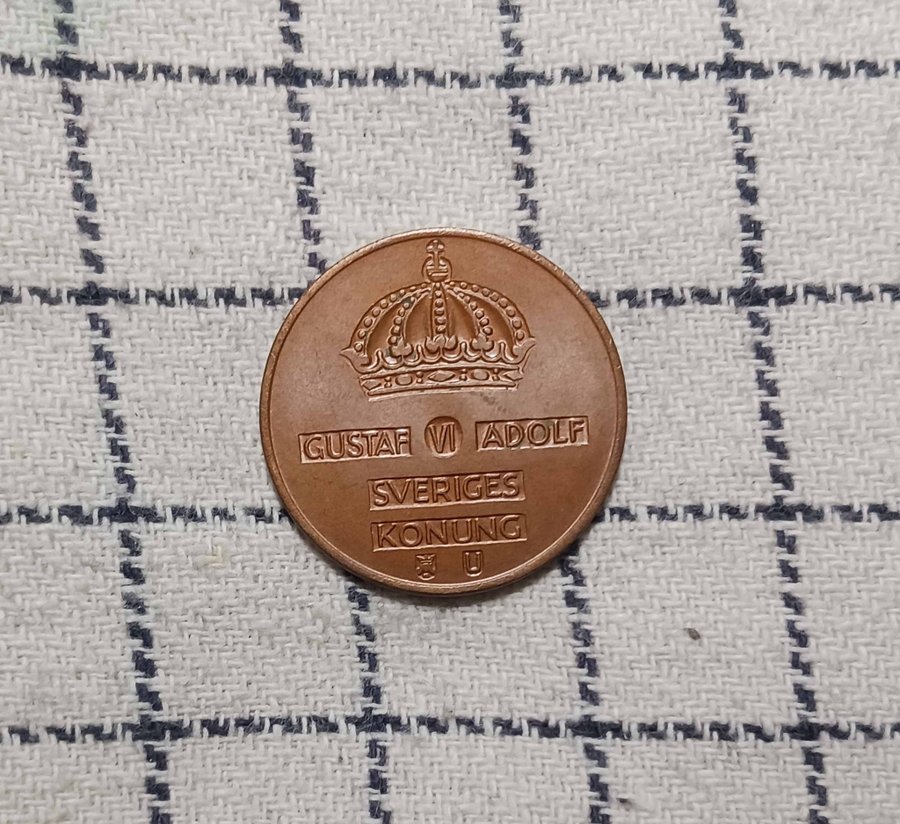 GUSTAF VI ADOLF
SVERIGES
KONUNG
U